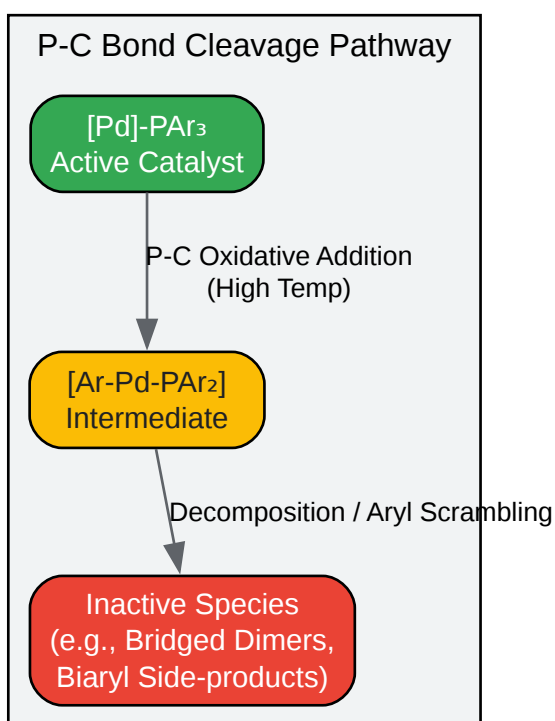 P-C Bond Cleavage Pathway
[Pd]-PAr₃
Active Catalyst
P-C Oxidative Addition
(High Temp)
[Ar-Pd-PAr₂]
Intermediate
Decomposition / Aryl Scrambling
Inactive Species
(e.g., Bridged Dimers,
Biaryl Side-products)